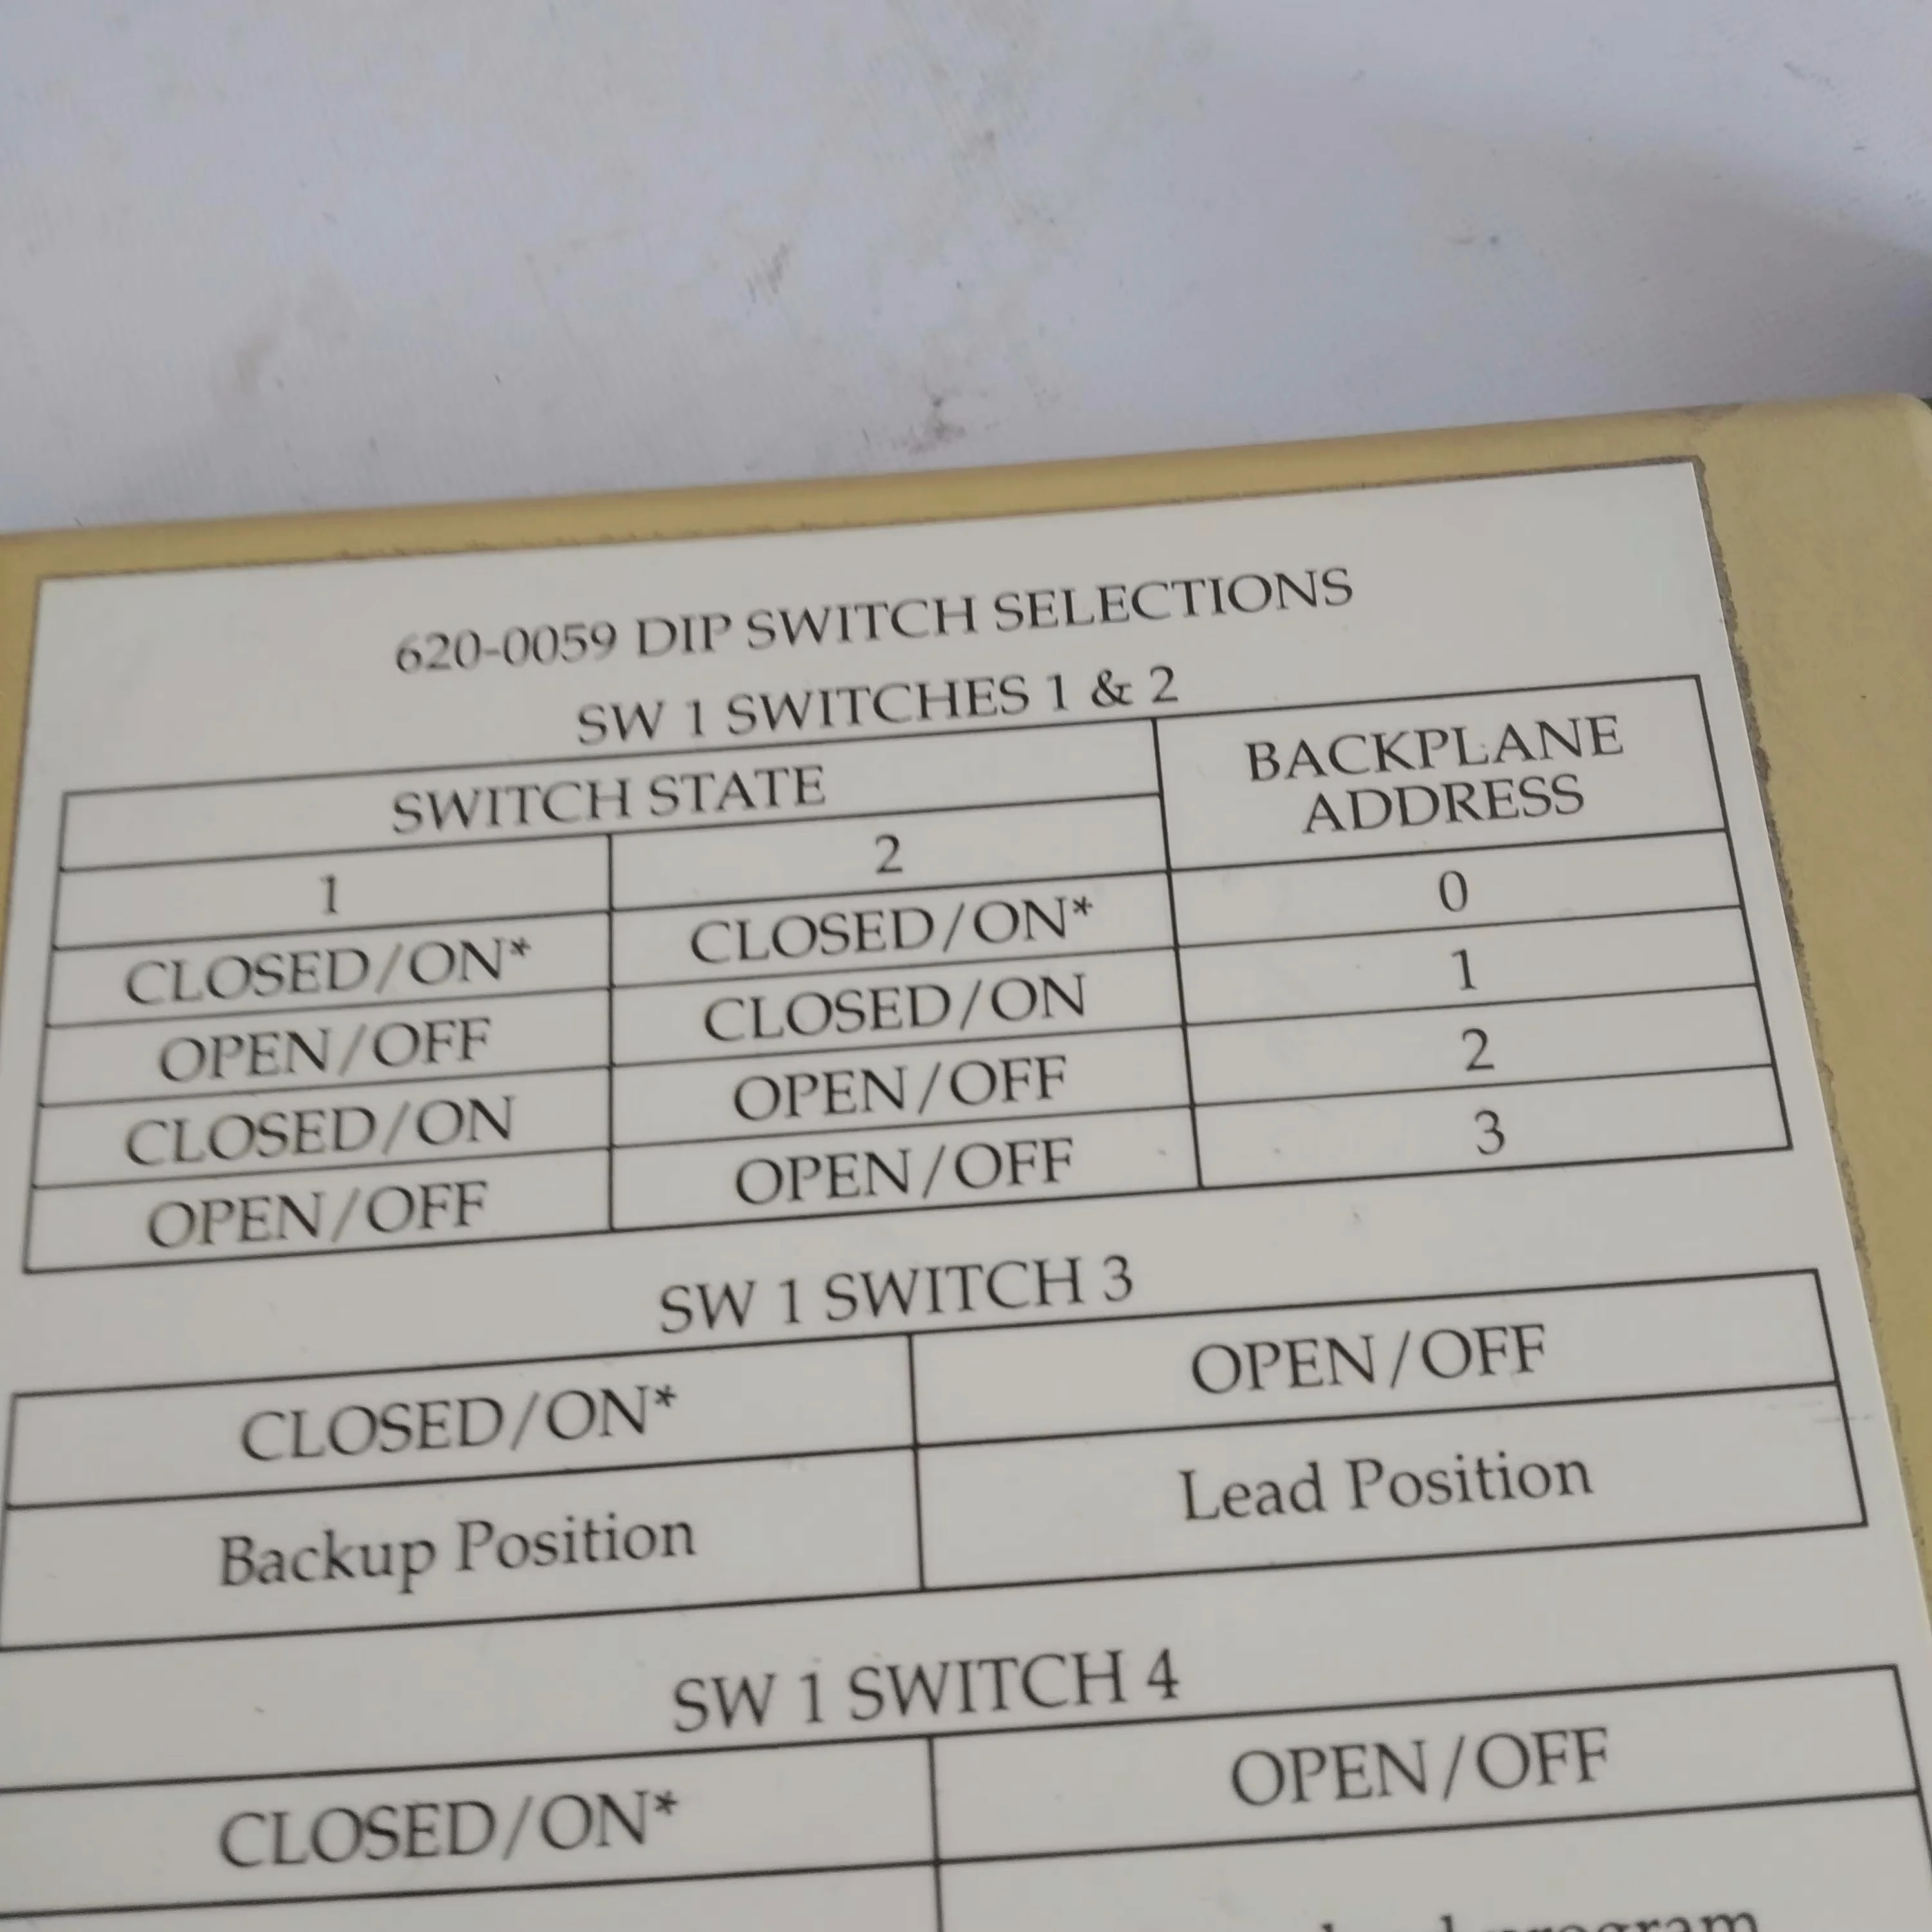 620-0059 DIP SWITCH SELECTIONS
SW 1 SWITCHES 1 & 2
SWITCH STATE BACKPLANE
ADDRESS
1 2
CLOSED/ON* CLOSED/ON* 0
OPEN/OFF CLOSED/ON 1
CLOSED/ON OPEN/OFF 2
OPEN/OFF OPEN/OFF 3
SW 1 SWITCH 3
CLOSED/ON* OPEN/OFF
Backup Position Lead Position
SW 1 SWITCH 4
CLOSED/ON* OPEN/OFF
program